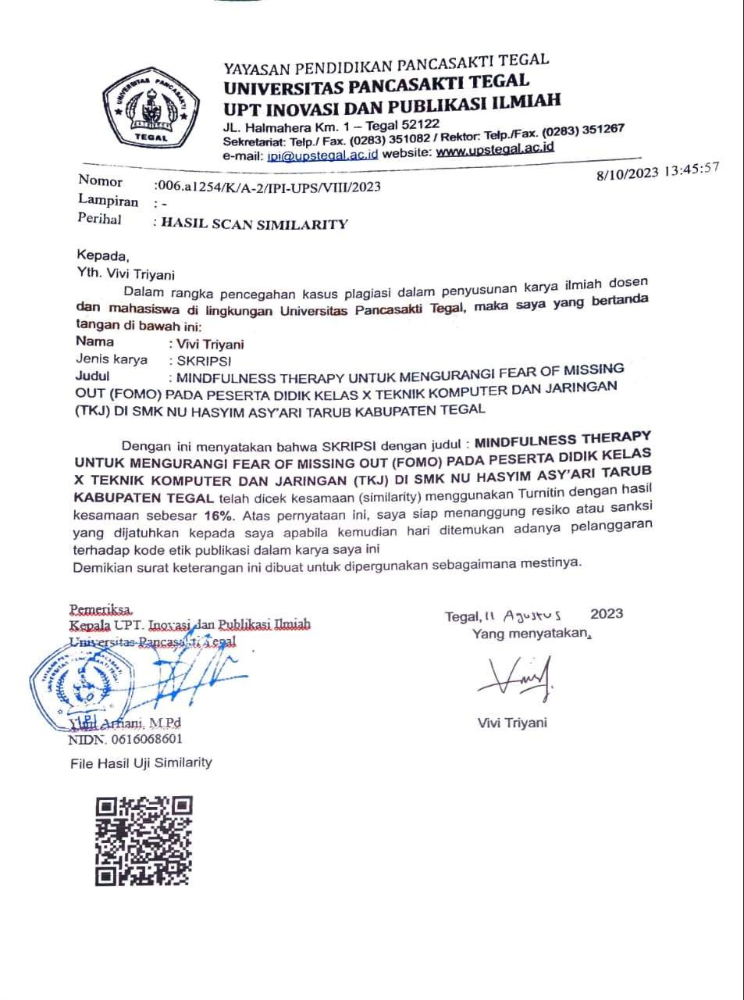 YAYASAN PENDIDIKAN PANCASAKTI TEGAL
UNIVERSITAS PANCASAKTI TEGAL
UPT INOVASI DAN PUBLIKASI ILMIAH
JL. Halmahera Km. 1 – Tegal 52122
Sekretariat: Telp./ Fax. (0283) 351082 / Rektor: Telp./Fax. (0283) 351267
e-mail: ipi@upstegal.ac.id website: www.upstegal.ac.id
UNIVERSITAS PANCASAKTI
TEGAL
8/10/2023 13:45:57
Nomor :006.a1254/K/A-2/IPI-UPS/VIII/2023
Lampiran : -
Perihal : HASIL SCAN SIMILARITY
Kepada,
Yth. Vivi Triyani
Dalam rangka pencegahan kasus plagiasi dalam penyusunan karya ilmiah dosen
dan mahasiswa di lingkungan Universitas Pancasakti Tegal, maka saya yang bertanda
tangan di bawah ini:
Nama : Vivi Triyani
Jenis karya : SKRIPSI
Judul : MINDFULNESS THERAPY UNTUK MENGURANGI FEAR OF MISSING
OUT (FOMO) PADA PESERTA DIDIK KELAS X TEKNIK KOMPUTER DAN JARINGAN
(TKJ) DI SMK NU HASYIM ASY'ARI TARUB KABUPATEN TEGAL
Dengan ini menyatakan bahwa SKRIPSI dengan judul : MINDFULNESS THERAPY
UNTUK MENGURANGI FEAR OF MISSING OUT (FOMO) PADA PESERTA DIDIK KELAS
X TEKNIK KOMPUTER DAN JARINGAN (TKJ) DI SMK NU HASYIM ASY'ARI TARUB
KABUPATEN TEGAL telah dicek kesamaan (similarity) menggunakan Turnitin dengan hasil
kesamaan sebesar 16%. Atas pernyataan ini, saya siap menanggung resiko atau sanksi
yang dijatuhkan kepada saya apabila kemudian hari ditemukan adanya pelanggaran
terhadap kode etik publikasi dalam karya saya ini
Demikian surat keterangan ini dibuat untuk dipergunakan sebagaimana mestinya.
Pemeriksa,
Kepala UPT. Inovasi dan Publikasi Ilmiah
Universitas Pancasakti Tegal
Arfiani, M.Pd
NIDN. 0616068601
Tegal, 11 Agustus 2023
Yang menyatakan,
Vivi Triyani
File Hasil Uji Similarity